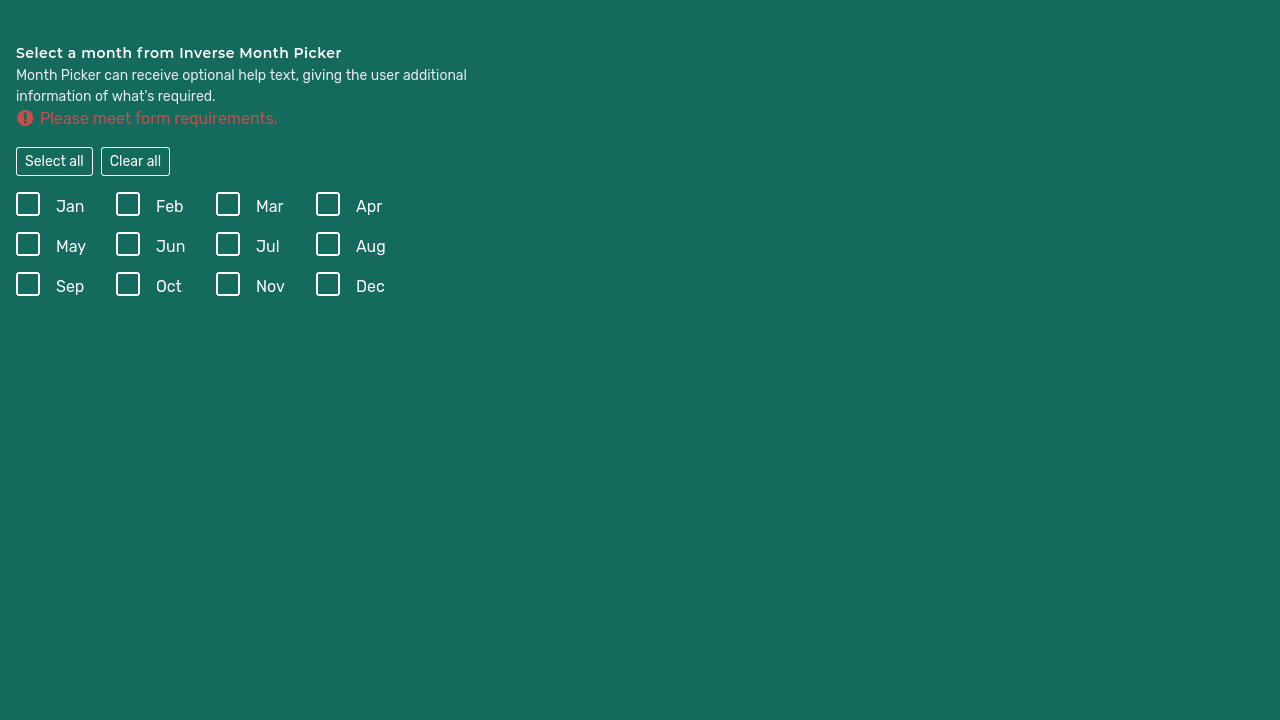 Select a month from Inverse Month Picker
Month Picker can receive optional help text, giving the user additional
information of what's required.
Please meet form requirements.
Select all Clear all
Jan Feb Mar Apr
May Jun Jul Aug
Sep Oct Nov Dec